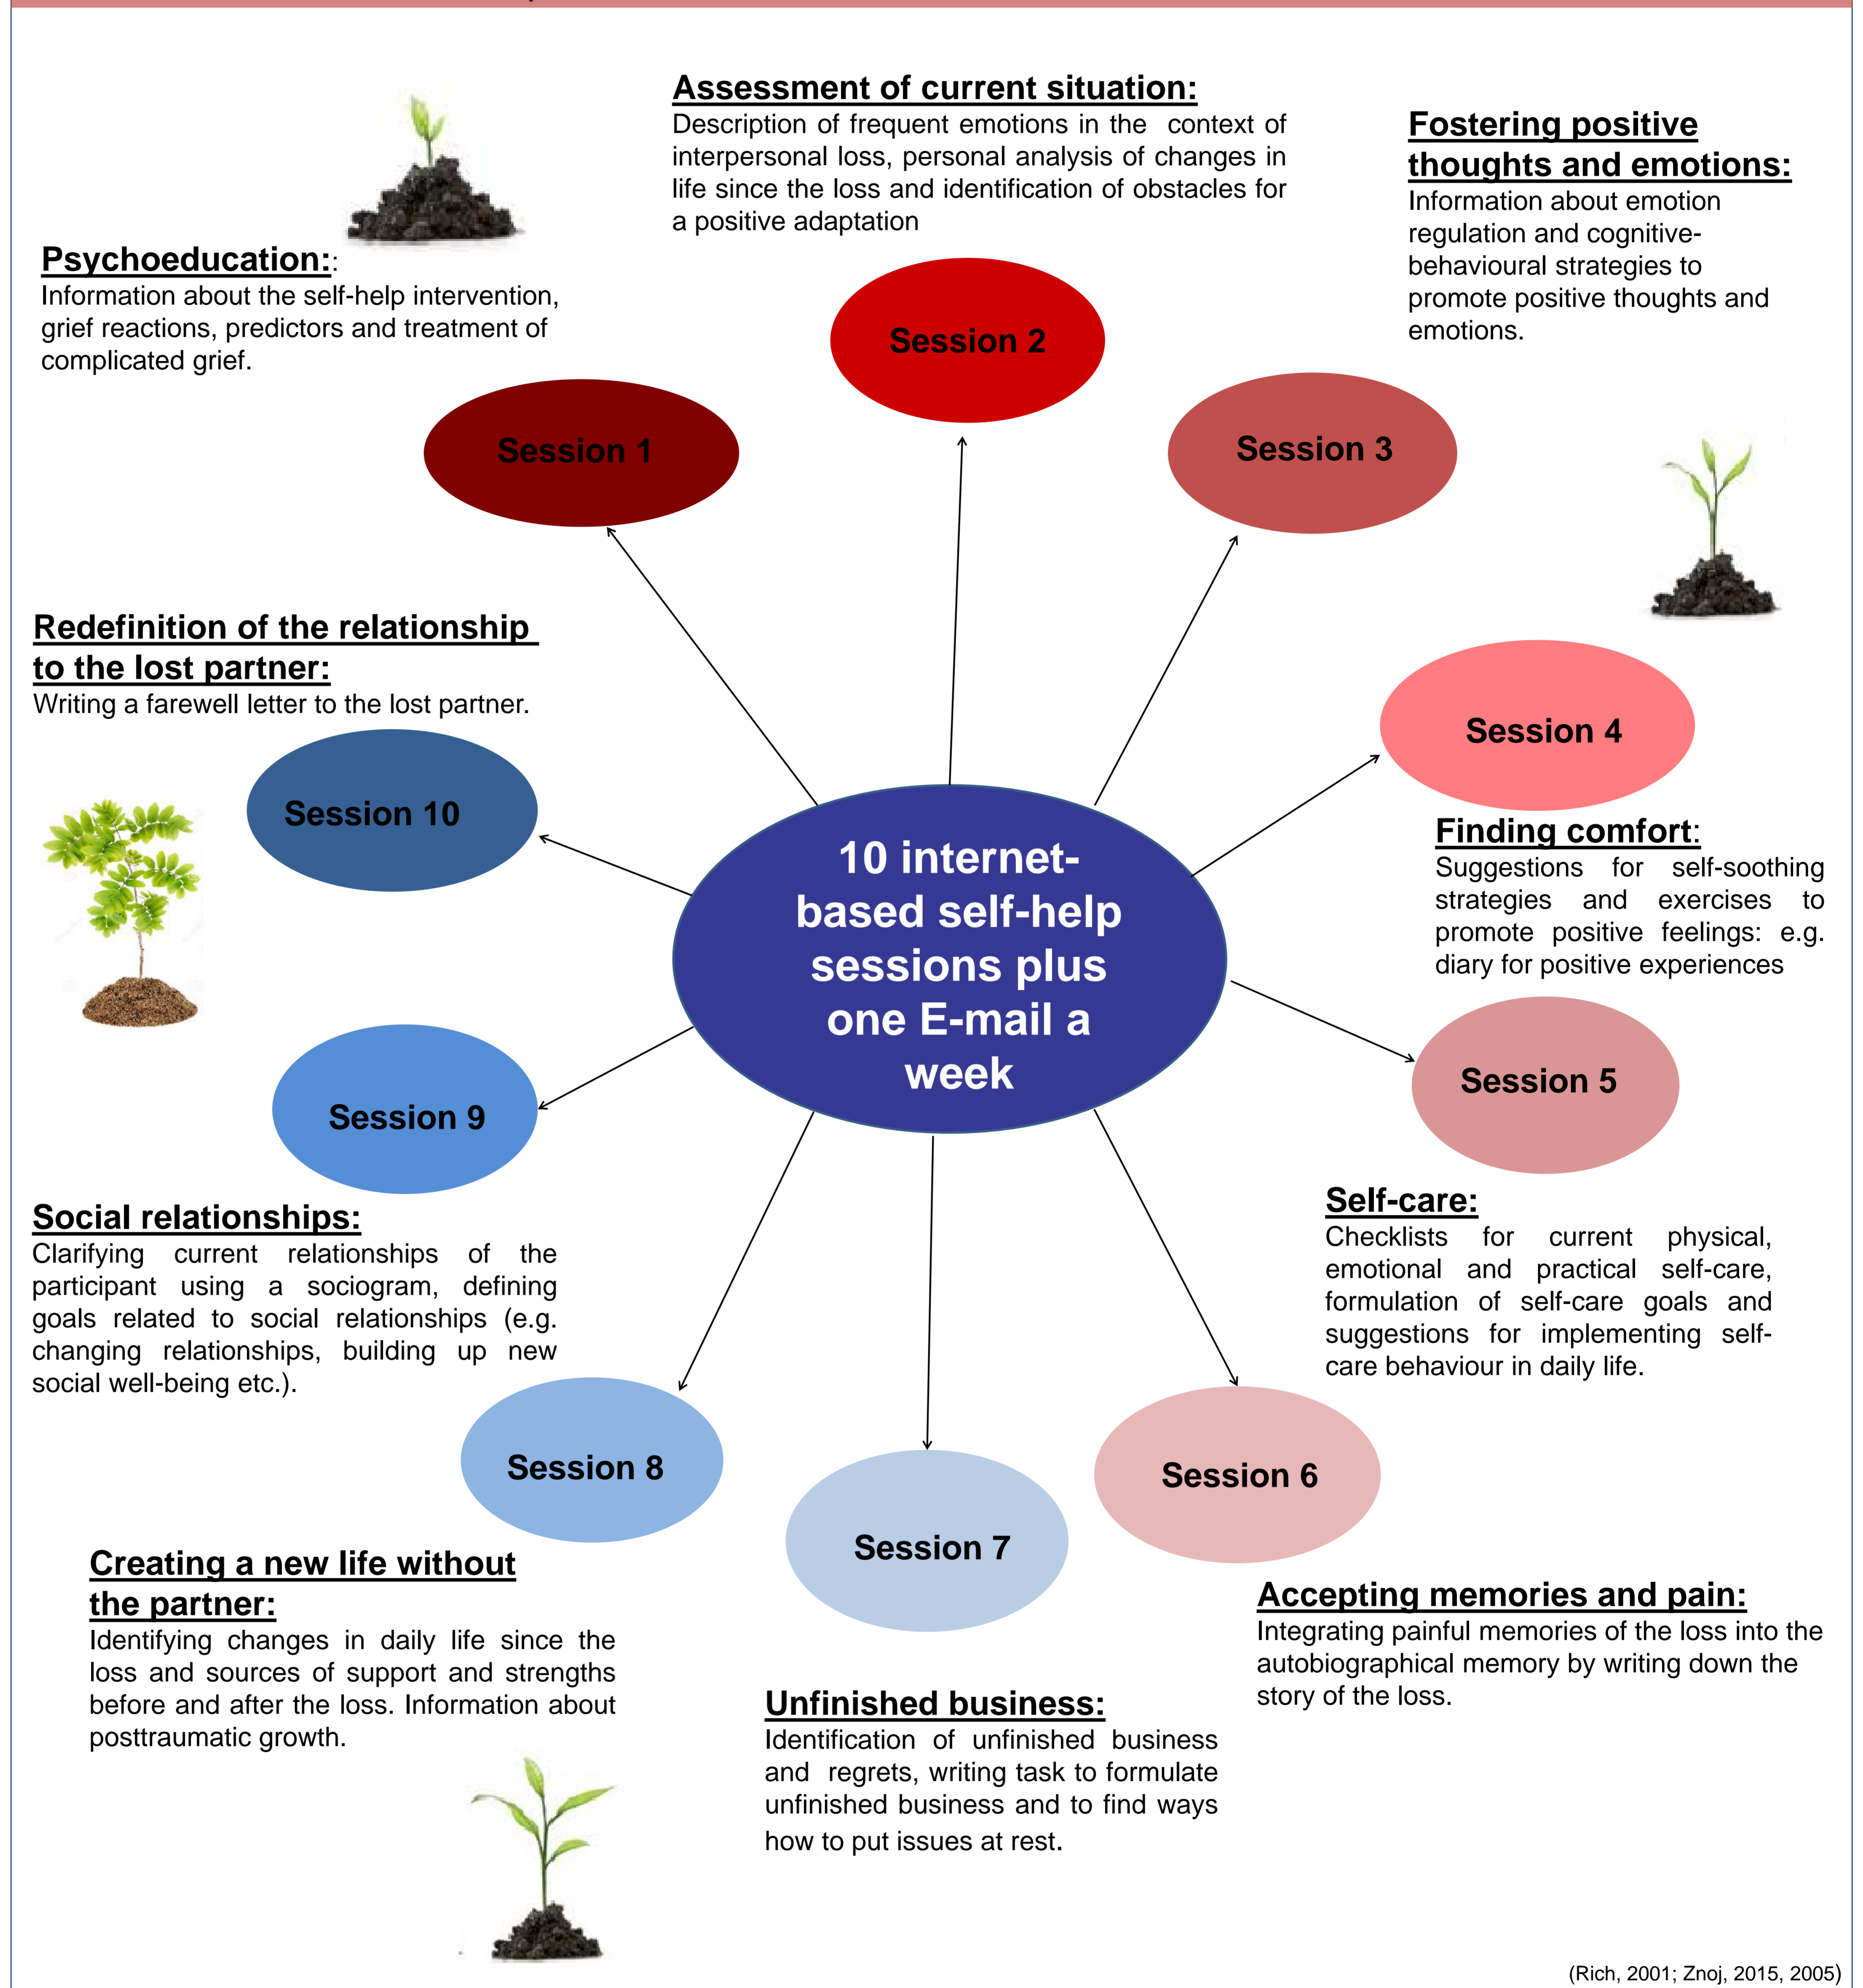 Assessment of current situation:
Description of frequent emotions in the context of
interpersonal loss, personal analysis of changes in
life since the loss and identification of obstacles for
a positive adaptation
Fostering positive
thoughts and emotions:
Information about emotion
regulation and cognitive-
behavioural strategies to
promote positive thoughts and
emotions.
Psychoeducation::
Information about the self-help intervention,
grief reactions, predictors and treatment of
complicated grief.
Session 2
Session 1
Session 3
Redefinition of the relationship
to the lost partner:
Writing a farewell letter to the lost partner.
Session 4
Session 10
10 internet-
based self-help
sessions plus
one E-mail a
week
Finding comfort:
Suggestions for self-soothing
strategies and exercises to
promote positive feelings: e.g.
diary for positive experiences
Session 5
Session 9
Self-care:
Checklists for current physical,
emotional and practical self-care,
formulation of self-care goals and
suggestions for implementing self-
care behaviour in daily life.
Social relationships:
Clarifying current relationships of the
participant using a sociogram, defining
goals related to social relationships (e.g.
changing relationships, building up new
social well-being etc.).
Session 8
Session 6
Session 7
Creating a new life without
the partner:
Identifying changes in daily life since the
loss and sources of support and strengths
before and after the loss. Information about
posttraumatic growth.
Accepting memories and pain:
Integrating painful memories of the loss into the
autobiographical memory by writing down the
story of the loss.
Unfinished business:
Identification of unfinished business
and regrets, writing task to formulate
unfinished business and to find ways
how to put issues at rest.
(Rich, 2001; Znoj, 2015, 2005)